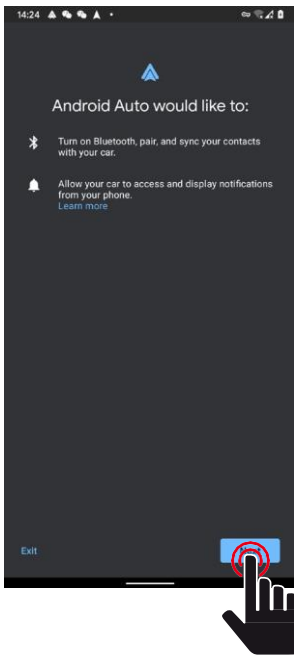 14:24
Android Auto would like to:
Turn on Bluetooth, pair, and sync your contacts
with your car.
Allow your car to access and display notifications
from your phone.
Learn more
Exit